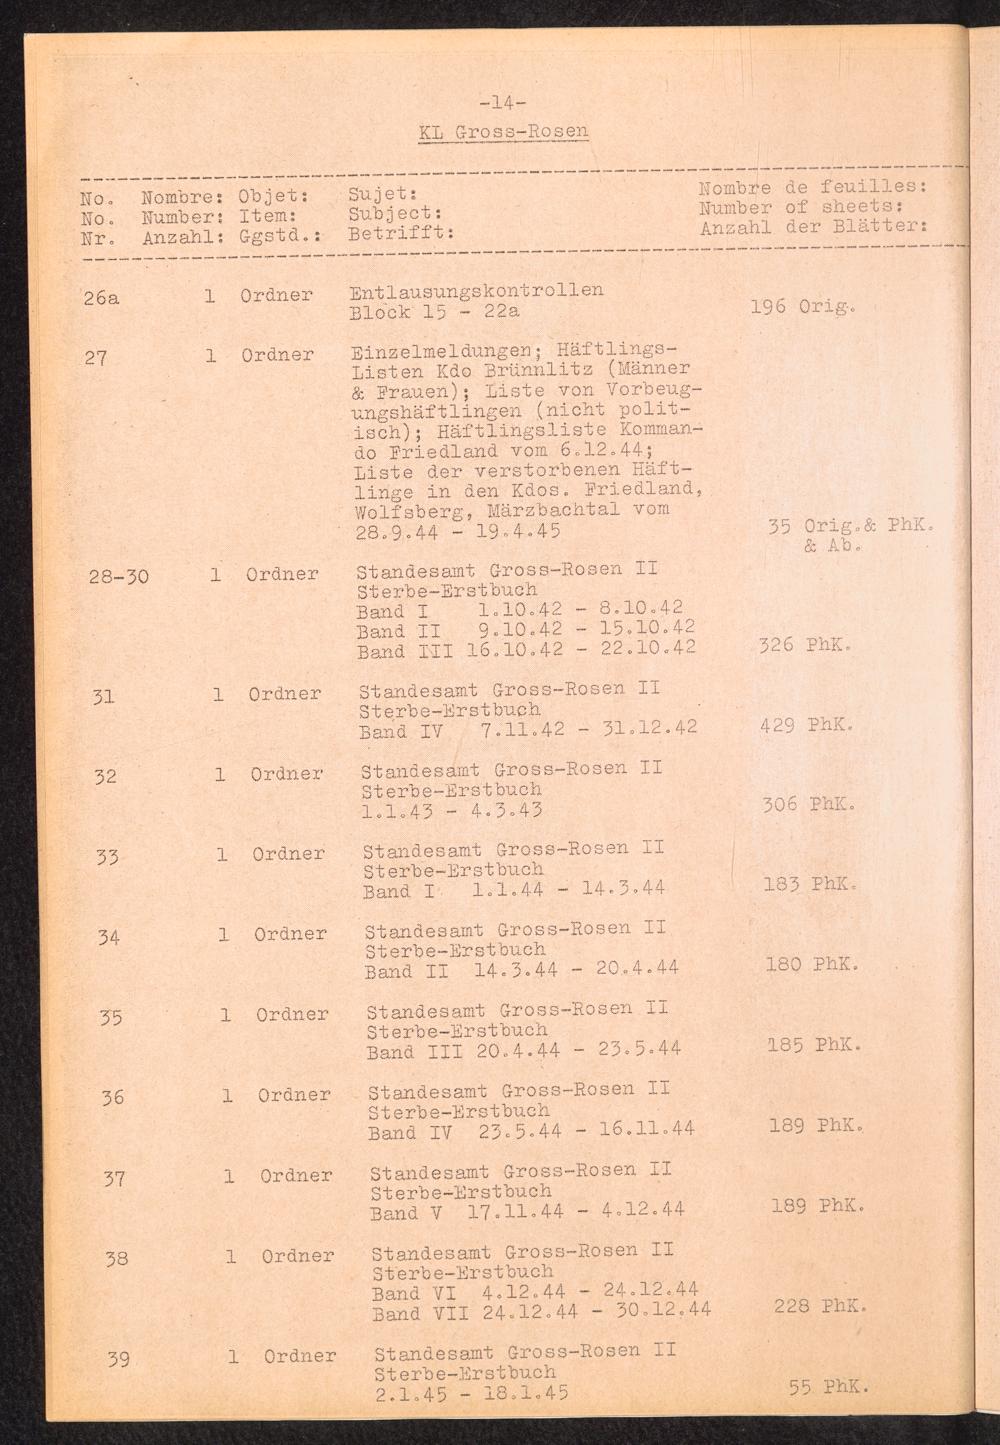 -14-
KL Gross-Rosen
No. Nombre: Objet: Sujet: Nombre de feuilles:
No. Number: Item: Subject: Number of sheets:
Nr. Anzahl: Ggstd.: Betrifft: Anzahl der Blätter:
26a 1 Ordner Entlausungskontrollen
Block 15 - 22a 196 Orig.
27 1 Ordner Einzelmeldungen; Häftlings-
Listen Kdo Brünnlitz (Männer
& Frauen); Liste von Vorbeug-
ungshäftlingen (nicht polit-
isch); Häftlingsliste Komman-
do Friedland vom 6.12.44;
Liste der verstorbenen Häft-
linge in den Kdos. Friedland,
Wolfsberg, Märzbachtal vom
28.9.44 - 19.4.45 35 Orig.& PhK.
& Ab.
28-30 1 Ordner Standesamt Gross-Rosen II
Sterbe-Erstbuch
Band I 1.10.42 - 8.10.42
Band II 9.10.42 - 15.10.42
Band III 16.10.42 - 22.10.42 326 PhK.
31 1 Ordner Standesamt Gross-Rosen II
Sterbe-Erstbuch
Band IV 7.11.42 - 31.12.42 429 PhK.
32 1 Ordner Standesamt Gross-Rosen II
Sterbe-Erstbuch
1.1.43 - 4.3.43 306 PhK.
33 1 Ordner Standesamt Gross-Rosen II
Sterbe-Erstbuch
Band I 1.1.44 - 14.3.44 183 PhK.
34 1 Ordner Standesamt Gross-Rosen II
Sterbe-Erstbuch
Band II 14.3.44 - 20.4.44 180 PhK.
35 1 Ordner Standesamt Gross-Rosen II
Sterbe-Erstbuch
Band III 20.4.44 - 23.5.44 185 PhK.
36 1 Ordner Standesamt Gross-Rosen II
Sterbe-Erstbuch
Band IV 23.5.44 - 16.11.44 189 PhK.
37 1 Ordner Standesamt Gross-Rosen II
Sterbe-Erstbuch
Band V 17.11.44 - 4.12.44 189 PhK.
38 1 Ordner Standesamt Gross-Rosen II
Sterbe-Erstbuch
Band VI 4.12.44 - 24.12.44
Band VII 24.12.44 - 30.12.44 228 PhK.
39 1 Ordner Standesamt Gross-Rosen II
Sterbe-Erstbuch
2.1.45 - 18.1.45 55 PhK.